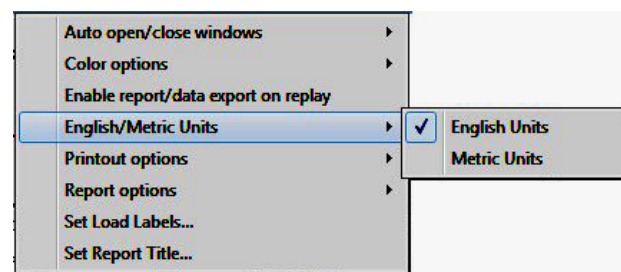 Auto open/close windows
Color options
Enable report/data export on replay
English/Metric Units
English Units
Printout options
Metric Units
Report options
Set Load Labels...
Set Report Title...